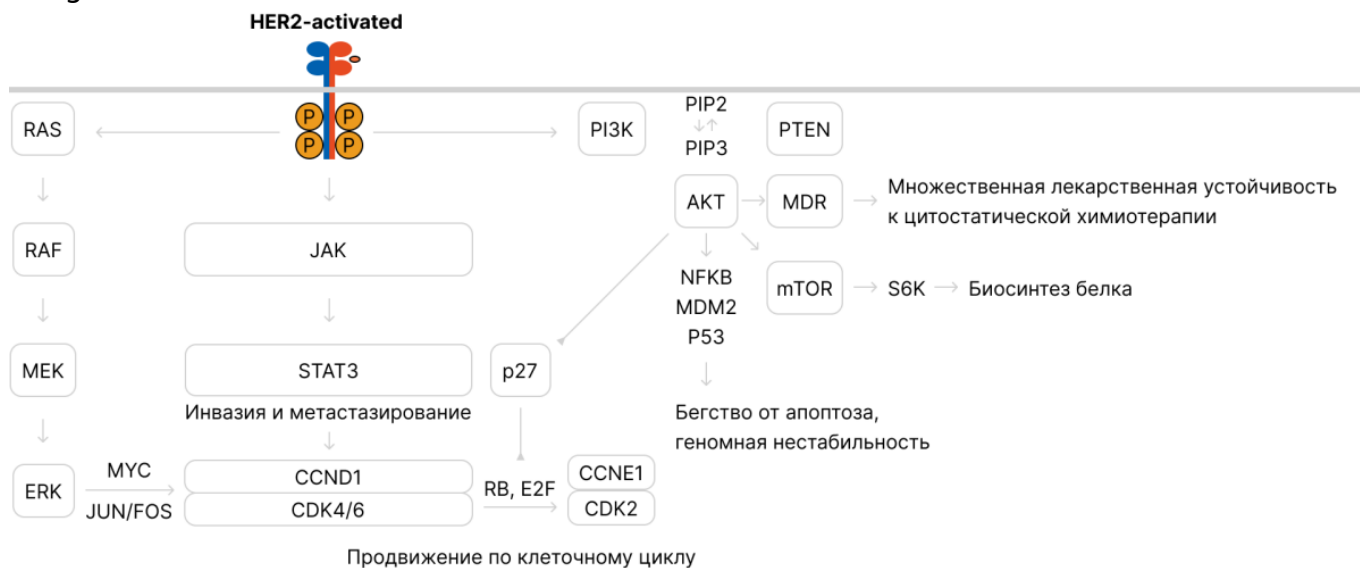 HER2-activated
RAS
P P
P P
PI3K
PIP2
PIP3
PTEN
AKT
MDR
Множественная лекарственная устойчивость
к цитостатической химиотерапии
RAF
JAK
NFKB
MDM2
P53
mTOR
S6K
Биосинтез белка
MEK
STAT3
p27
Инвазия и метастазирование
Бегство от апоптоза,
геномная нестабильность
ERK
MYC
JUN/FOS
CCND1
CDK4/6
RB, E2F
CCNE1
CDK2
Продвижение по клеточному циклу